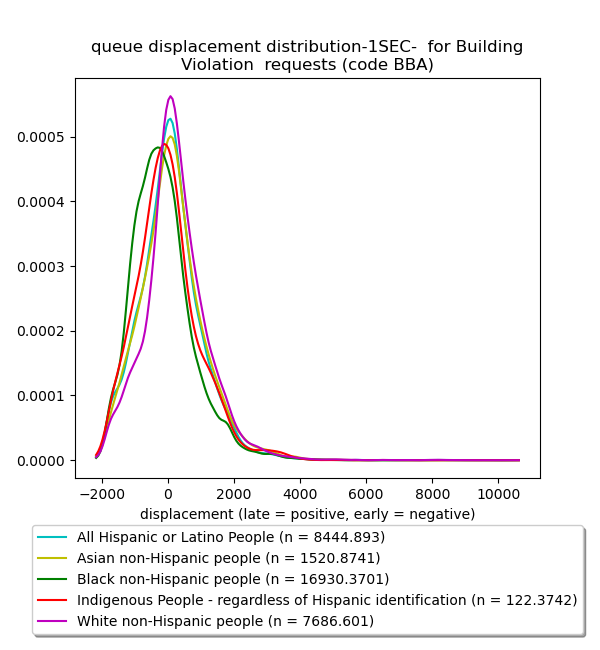 queue displacement distribution-1SEC-  for Building
Violation  requests (code BBA)
0.0005
0.0004
0.0003
0.0002
0.0001
0.0000
−2000 0 2000 4000 6000 8000 10000
displacement (late = positive, early = negative)
All Hispanic or Latino People (n = 8444.893)
Asian non-Hispanic people (n = 1520.8741)
Black non-Hispanic people (n = 16930.3701)
Indigenous People - regardless of Hispanic identification (n = 122.3742)
White non-Hispanic people (n = 7686.601)